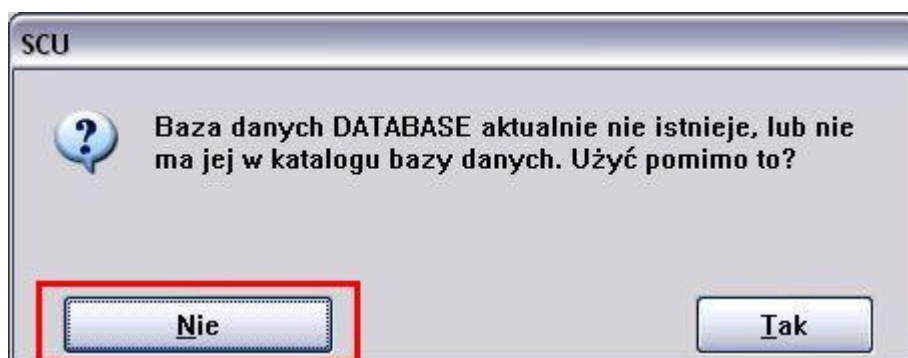 SCU
Baza danych DATABASE aktualnie nie istnieje, lub nie
ma jej w katalogu bazy danych. Użyć pomimo to?
Nie
Tak